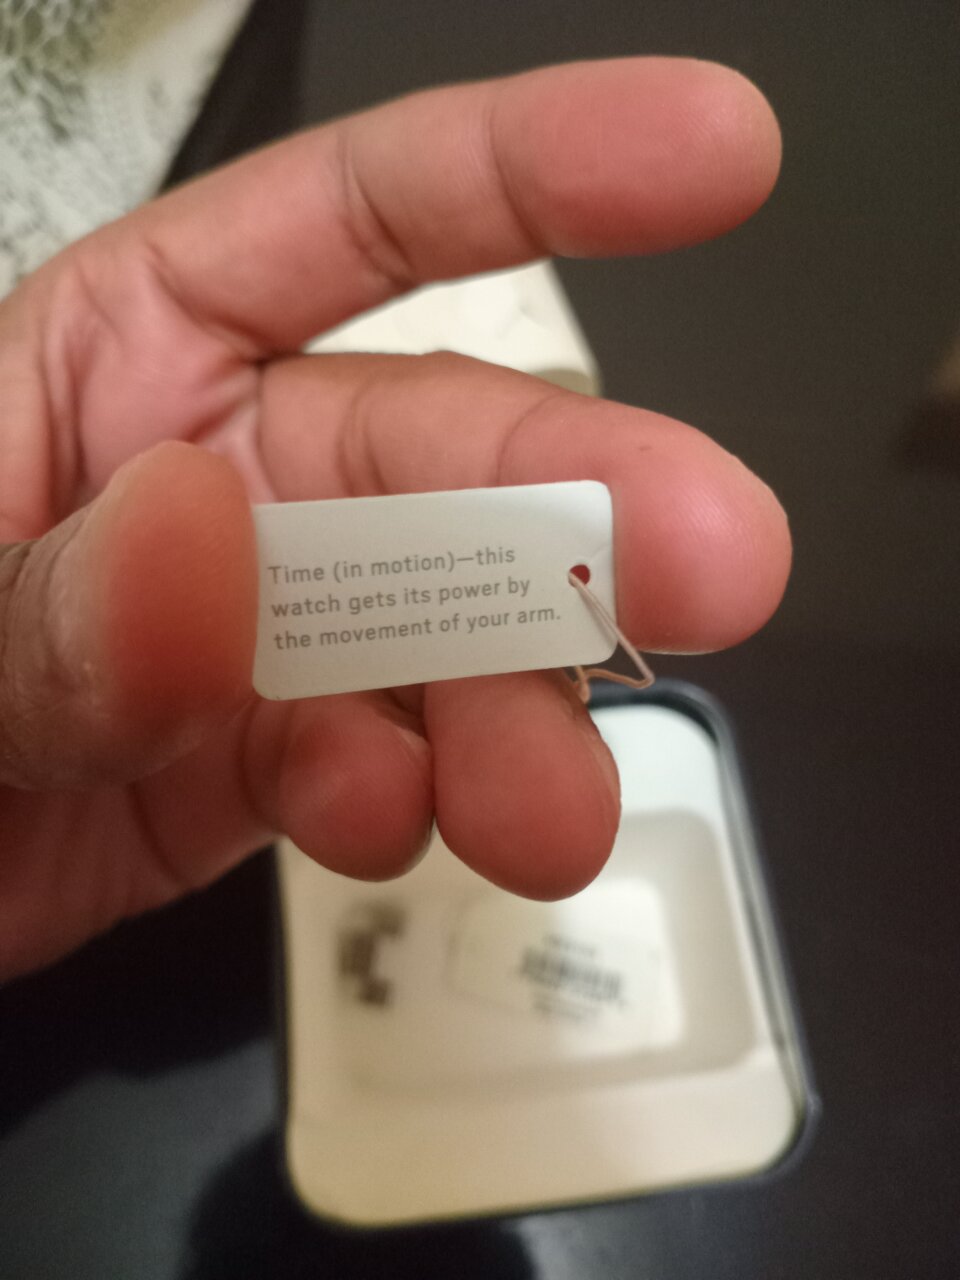 Time (in motion)—this
watch gets its power by
the movement of your arm.